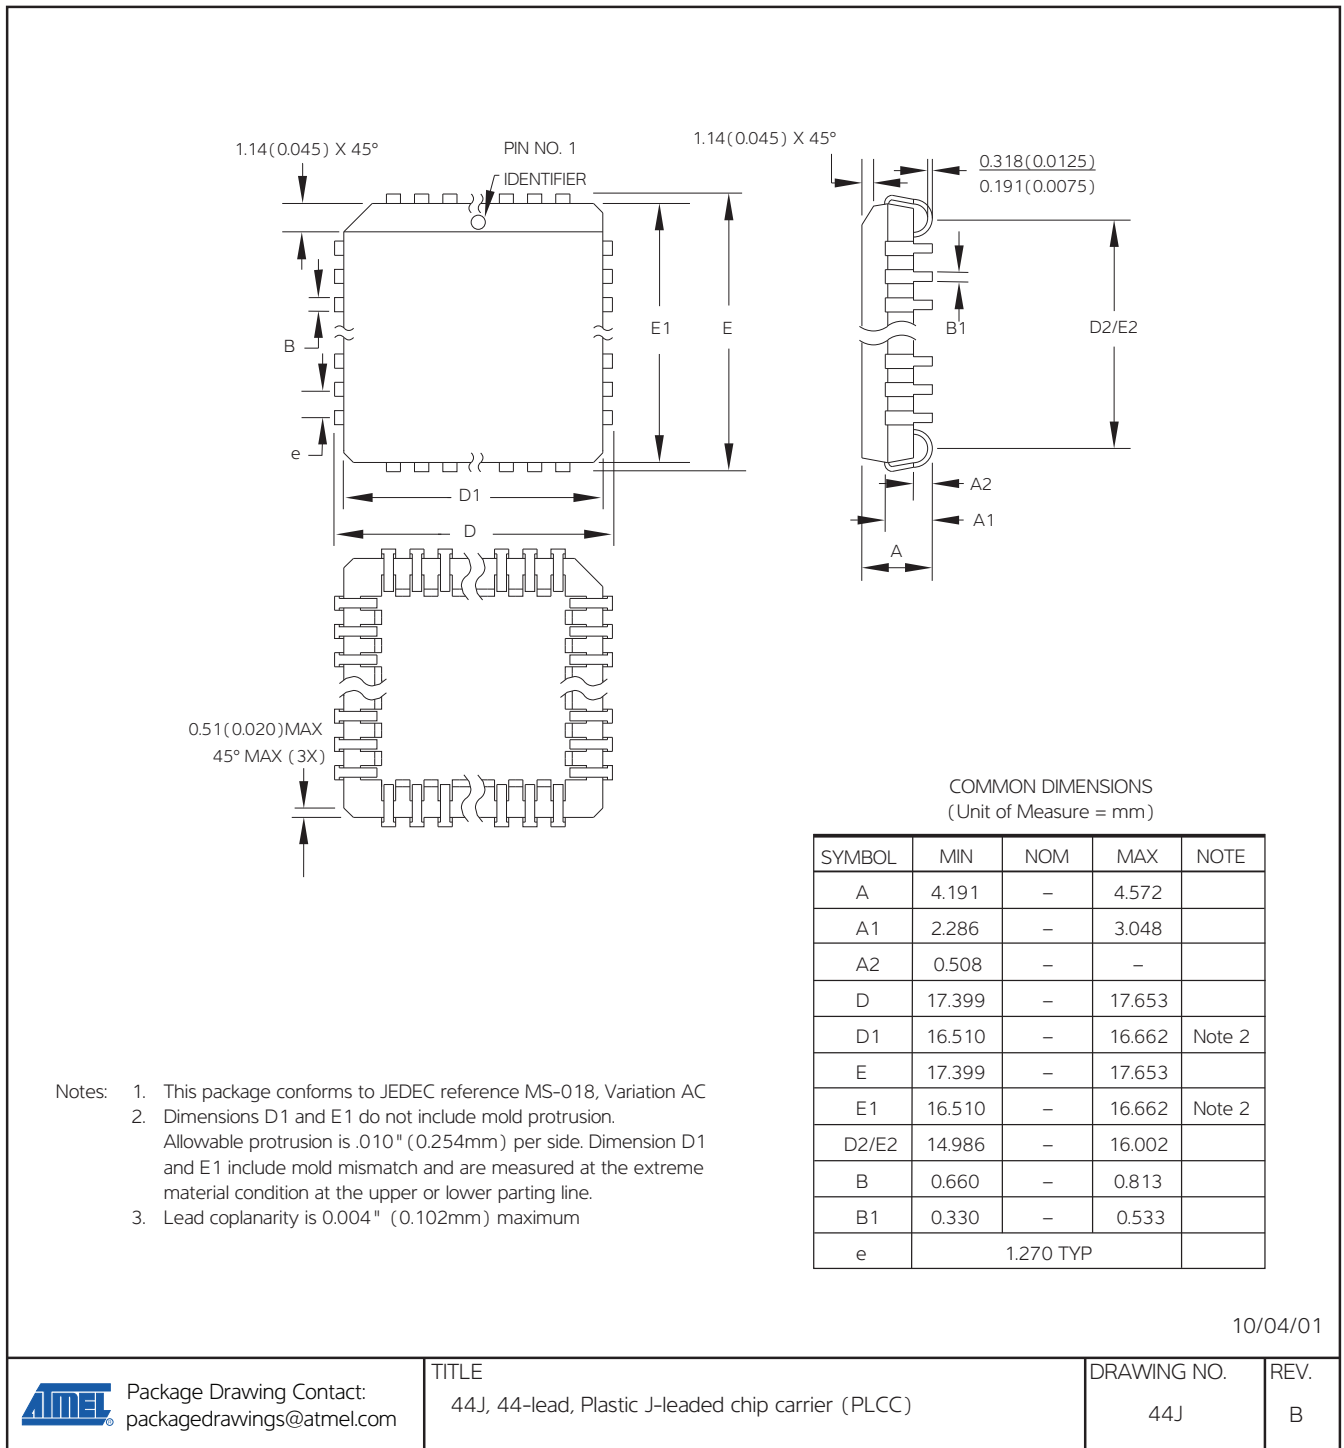 1.14(0.045) X 45°
PIN NO. 1
IDENTIFIER
1.14(0.045) X 45°
0.318(0.0125)
0.191(0.0075)
B
e
E1
E
B1
D2/E2
D1
D
A2
A1
A
0.51(0.020)MAX
45° MAX (3X)
COMMON DIMENSIONS
(Unit of Measure = mm)
SYMBOL MIN NOM MAX NOTE
A 4.191 – 4.572
A1 2.286 – 3.048
A2 0.508 – –
D 17.399 – 17.653
D1 16.510 – 16.662 Note 2
E 17.399 – 17.653
E1 16.510 – 16.662 Note 2
D2/E2 14.986 – 16.002
B 0.660 – 0.813
B1 0.330 – 0.533
e 1.270 TYP
Notes: 1. This package conforms to JEDEC reference MS-018, Variation AC
2. Dimensions D1 and E1 do not include mold protrusion.
Allowable protrusion is .010"(0.254mm) per side. Dimension D1
and E1 include mold mismatch and are measured at the extreme
material condition at the upper or lower parting line.
3. Lead coplanarity is 0.004" (0.102mm) maximum
10/04/01
ATMEL ®
Package Drawing Contact:
packagedrawings@atmel.com
TITLE
44J, 44-lead, Plastic J-leaded chip carrier (PLCC)
DRAWING NO.
44J
REV.
B